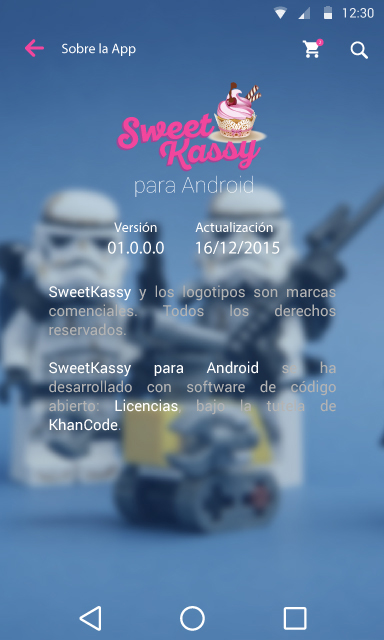 12:30
Sobre la App
Sweet
Kassy
para Android
Versión
Actualización
01.0.0.0
16/12/2015
SweetKassy y los logotipos son marcas
comerciales. Todos los derechos
reservados.
SweetKassy para Android se ha
desarrollado con software de código
abierto: Licencias, bajo la tutela de
KhanCode.